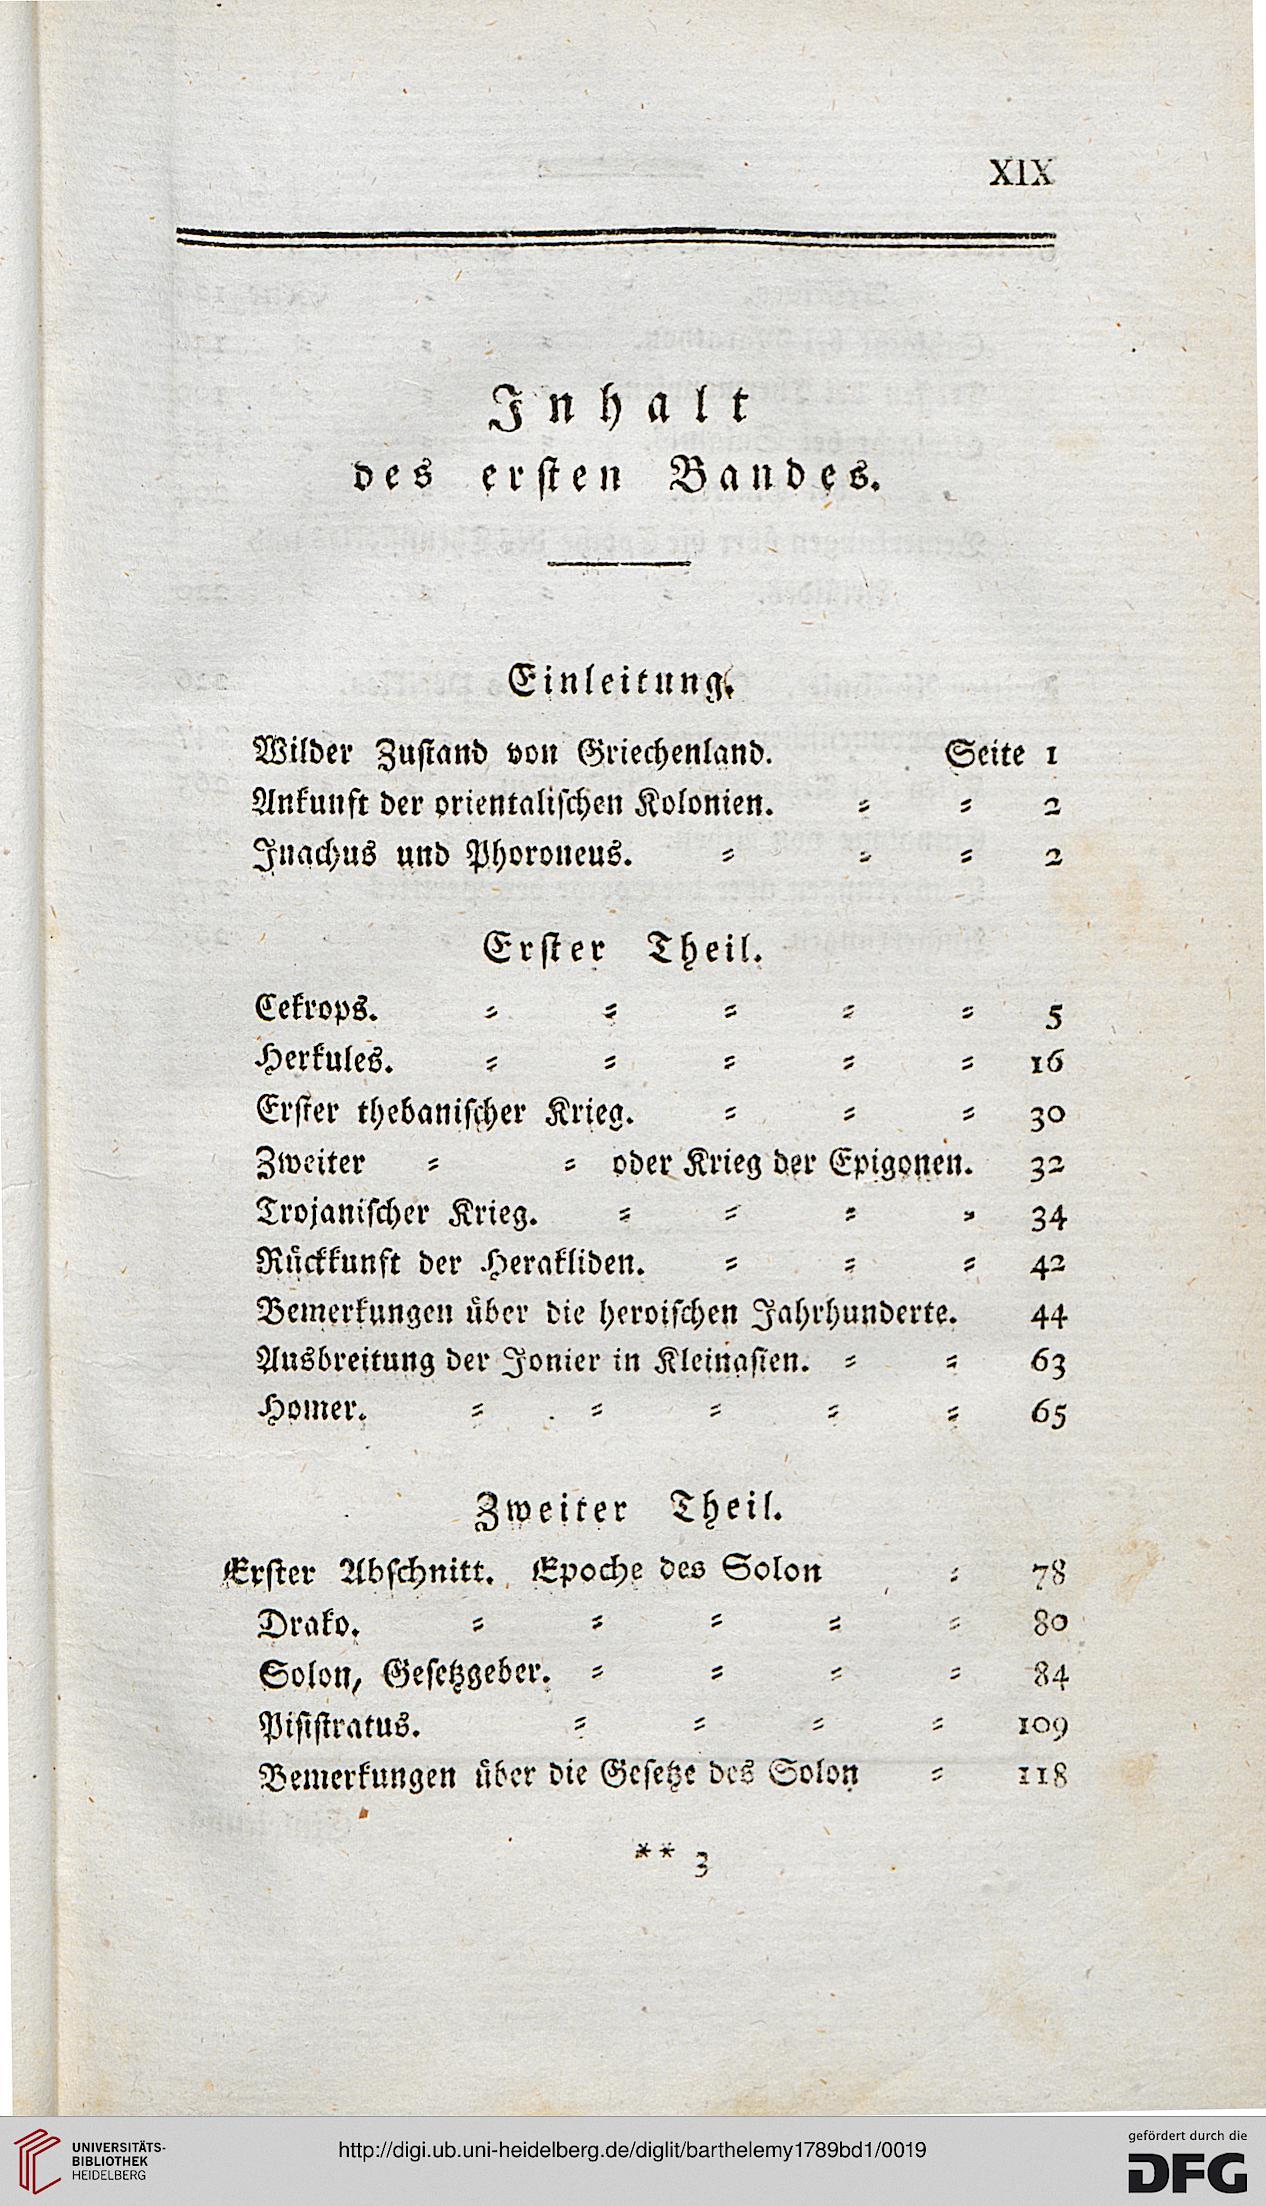 XIX
Inhalt
des ersten Bandes.
Einleitung.
Wilder Zustand von Griechenland. Seite 1
Ankunft der orientalischen Kolonien. = = 2
Inachus und Phoroneus. = = = 2
Erster Theil.
Cekrops. = = = = = 5
Herkules. = = = = = 16
Erster thebanischer Krieg. = = = 30
Zweiter = = oder Krieg der Epigonen. 32
Trojanischer Krieg. = = = = 34
Rückkunft der Herakliden. = = = 42
Bemerkungen über die heroischen Jahrhunderte. 44
Ausbreitung der Jonier in Kleinasien. = = 63
Homer. = = = = = 65
Zweiter Theil.
Erster Abschnitt. Epoche des Solon = 78
Drako. = = = = = 80
Solon, Gesetzgeber. = = = = 84
Pisistratus. = = = = 109
Bemerkungen über die Gesetze des Solon = 118
** 3
UNIVERSITÄTS-
BIBLIOTHEK
HEIDELBERG
http://digi.ub.uni-heidelberg.de/diglit/barthelemy1789bd1/0019
gefördert durch die
DFG